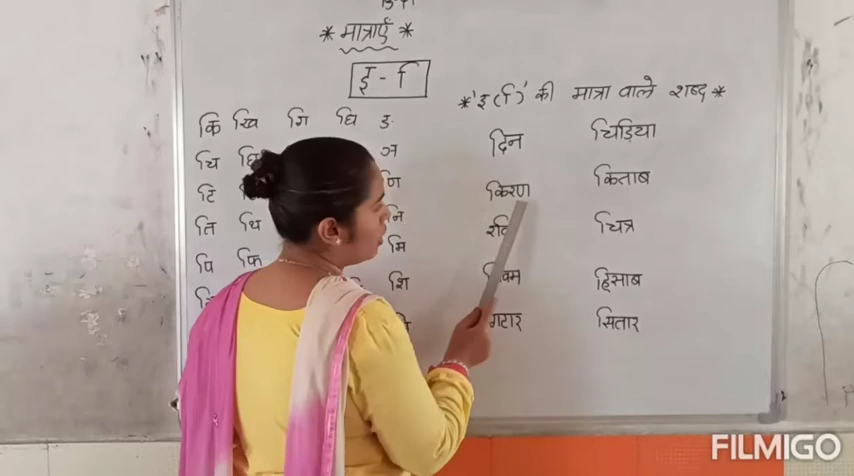 * मात्राएँ *
इ - ि
कि खि गि घि ङ
चि ञ
टि णि
ति थि नि
पि फि मि
शि
* 'इ (ि)' की मात्रा वाले शब्द *
दिन चिड़िया
किरण किताब
चित्र
हिसाब
सितार
FILMIGO